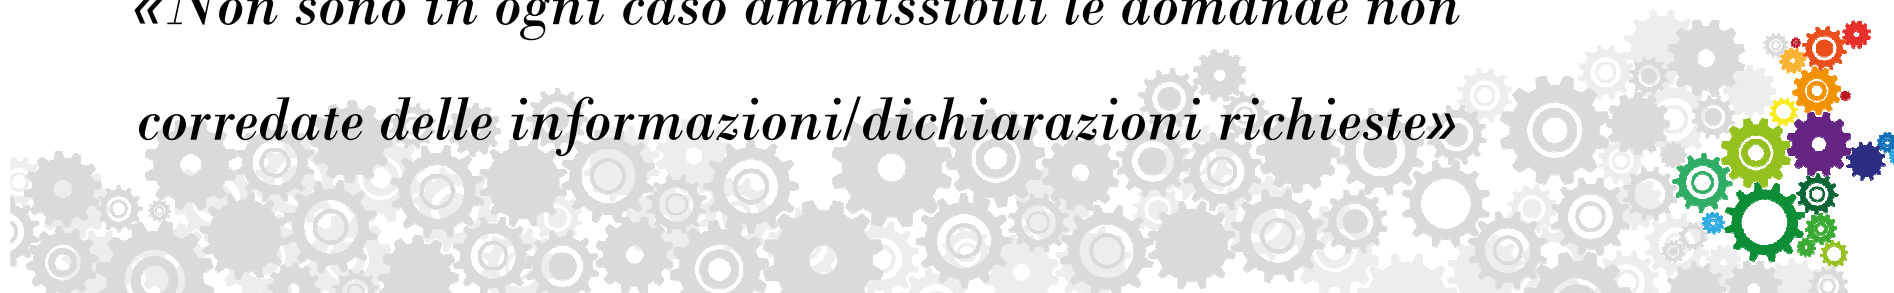 «Non sono in ogni caso ammissibili le domande non
corredate delle informazioni/dichiarazioni richieste»